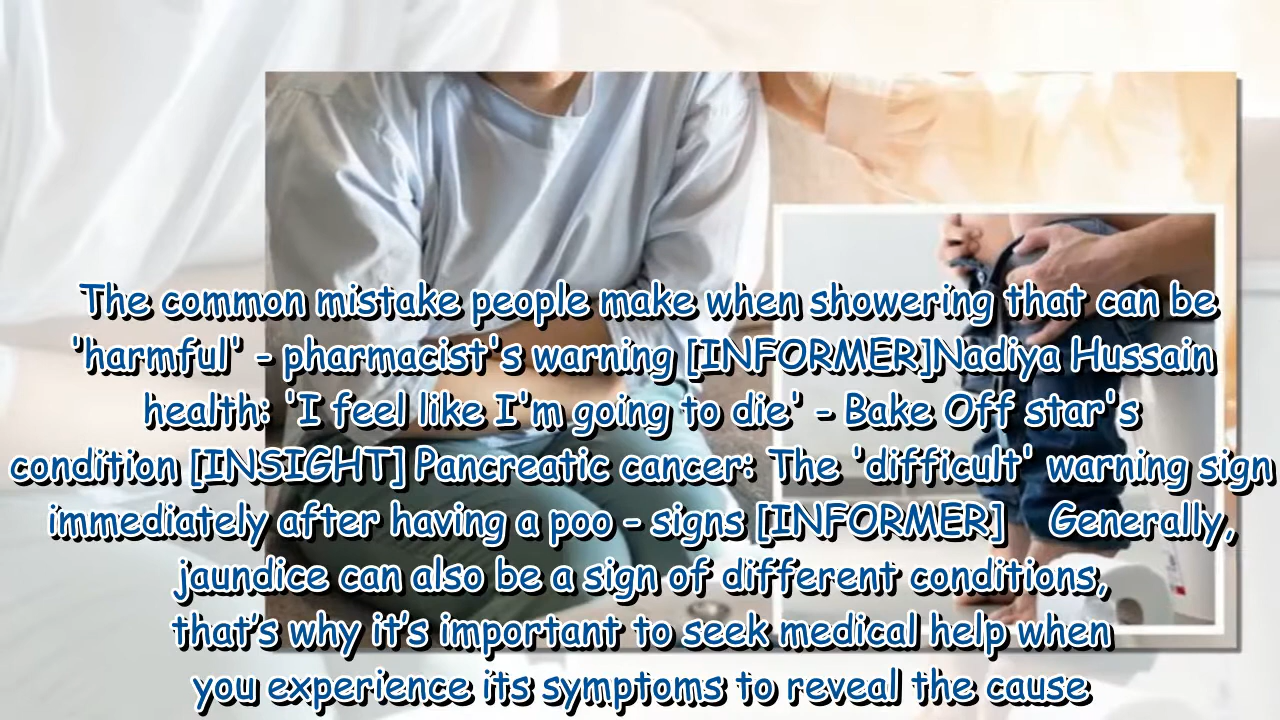 The common mistake people make when showering that can be
'harmful' - pharmacist's warning [INFORMER]Nadiya Hussain
health: 'I feel like I'm going to die' - Bake Off star's
condition [INSIGHT] Pancreatic cancer: The 'difficult' warning sign
immediately after having a poo - signs [INFORMER] Generally,
jaundice can also be a sign of different conditions,
that’s why it’s important to seek medical help when
you experience its symptoms to reveal the cause